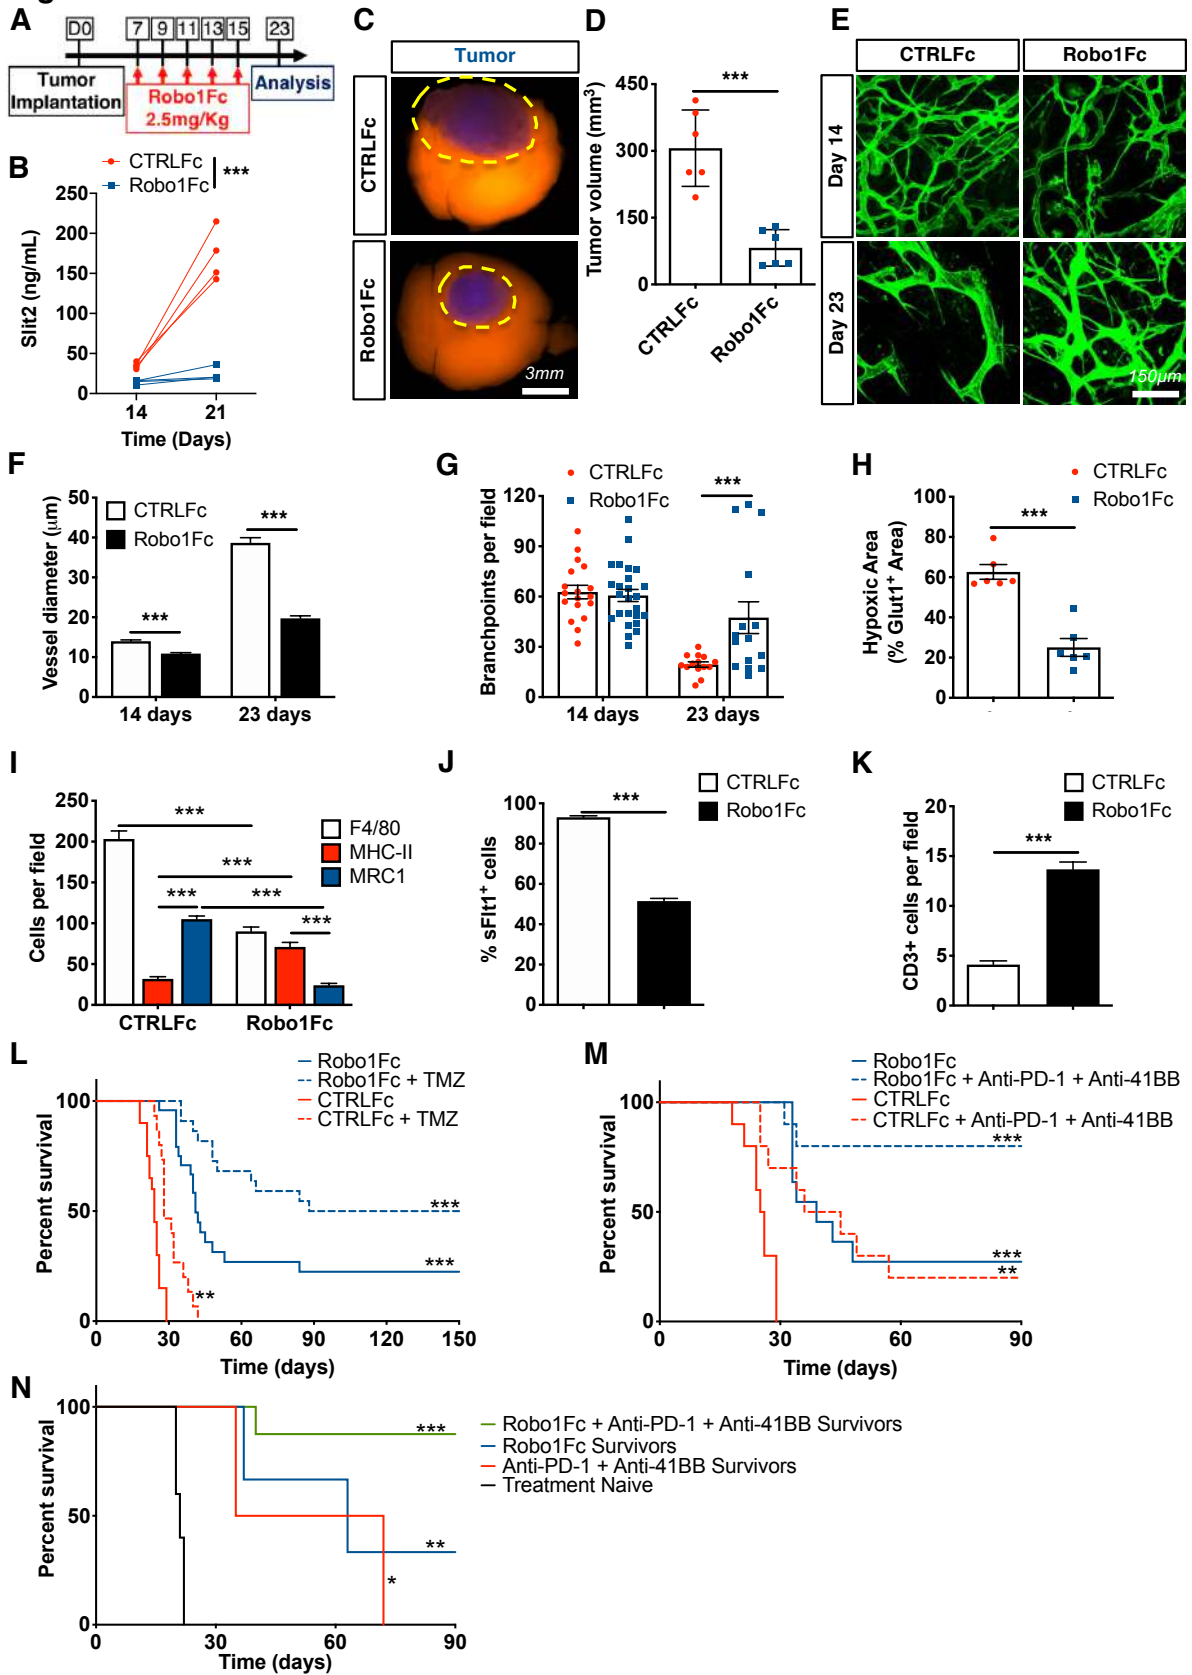 A
D0 7 9 11 13 15 23
Tumor
Implantation
Robo1Fc
2.5mg/Kg
Analysis
B
CTRLFc
Robo1Fc
***
Slit2 (ng/mL)
250
200
150
100
50
0
14 21
Time (Days)
C
Tumor
CTRLFc
Robo1Fc
3mm
D
***
Tumor volume (mm³)
450
300
150
0
CTRLFc
Robo1Fc
E
CTRLFc Robo1Fc
Day 14
Day 23
150µm
F
CTRLFc
Robo1Fc
Vessel diameter (µm)
50
40
30
20
10
0
*** ***
14 days 23 days
G
CTRLFc
Robo1Fc
***
Branchpoints per field
120
90
60
30
0
14 days 23 days
H
CTRLFc
Robo1Fc
***
Hypoxic Area
(% Glut1⁺ Area)
100
80
60
40
20
0
- -
I
Cells per field
250
200
150
100
50
0
***
***
*** ***
***
F4/80
MHC-II
MRC1
CTRLFc Robo1Fc
J
CTRLFc
Robo1Fc
***
% sFlt1⁺ cells
100
80
60
40
20
0
K
CTRLFc
Robo1Fc
***
CD3+ cells per field
20
15
10
5
0
L
Robo1Fc
Robo1Fc + TMZ
CTRLFc
CTRLFc + TMZ
Percent survival
100
50
0
***
***
**
0 30 60 90 120 150
Time (days)
M
Robo1Fc
Robo1Fc + Anti-PD-1 + Anti-41BB
CTRLFc
CTRLFc + Anti-PD-1 + Anti-41BB
Percent survival
100
50
0
***
***
**
0 30 60 90
Time (days)
N
Percent survival
100
50
0
***
**
*
0 30 60 90
Time (days)
Robo1Fc + Anti-PD-1 + Anti-41BB Survivors
Robo1Fc Survivors
Anti-PD-1 + Anti-41BB Survivors
Treatment Naive